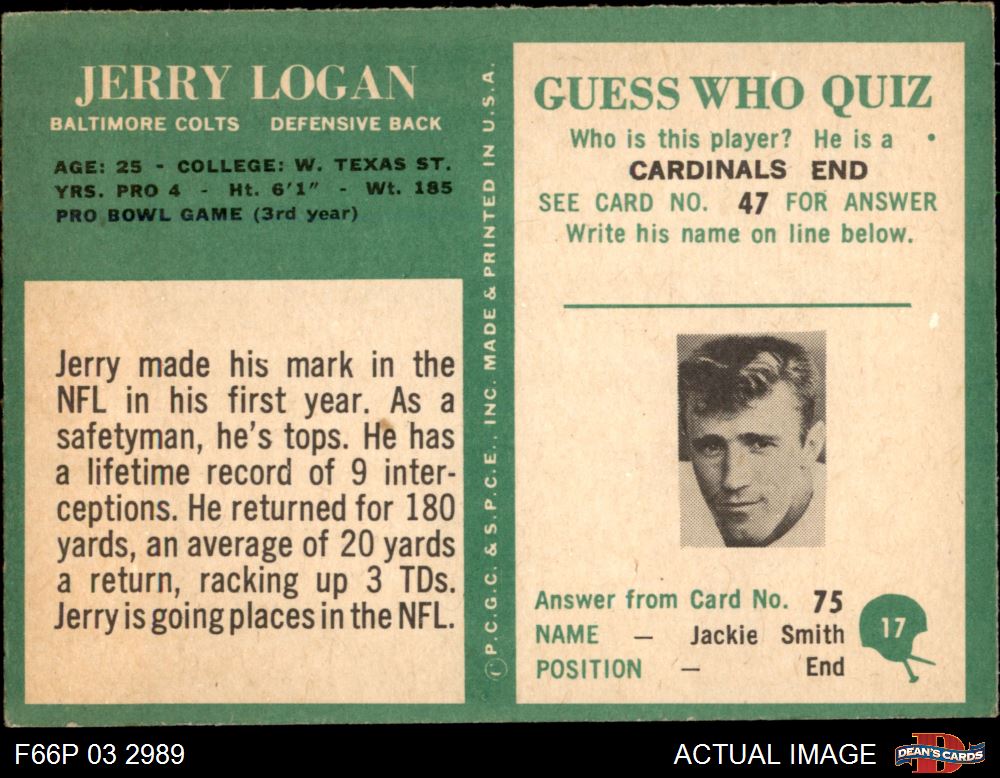 JERRY LOGAN
BALTIMORE COLTS DEFENSIVE BACK
AGE: 25 - COLLEGE: W. TEXAS ST.
YRS. PRO 4 - Ht. 6'1" - Wt. 185
PRO BOWL GAME (3rd year)
Jerry made his mark in the
NFL in his first year. As a
safetyman, he's tops. He has
a lifetime record of 9 inter-
ceptions. He returned for 180
yards, an average of 20 yards
a return, racking up 3 TDs.
Jerry is going places in the NFL.
Ⓒ P.C.G.C. & S.P.C.E., INC. MADE & PRINTED IN U.S.A.
GUESS WHO QUIZ
Who is this player? He is a
CARDINALS END
SEE CARD NO. 47 FOR ANSWER
Write his name on line below.
Answer from Card No. 75
NAME — Jackie Smith
POSITION — End
17
F66P 03 2989
ACTUAL IMAGE
D
DEAN'S CARDS